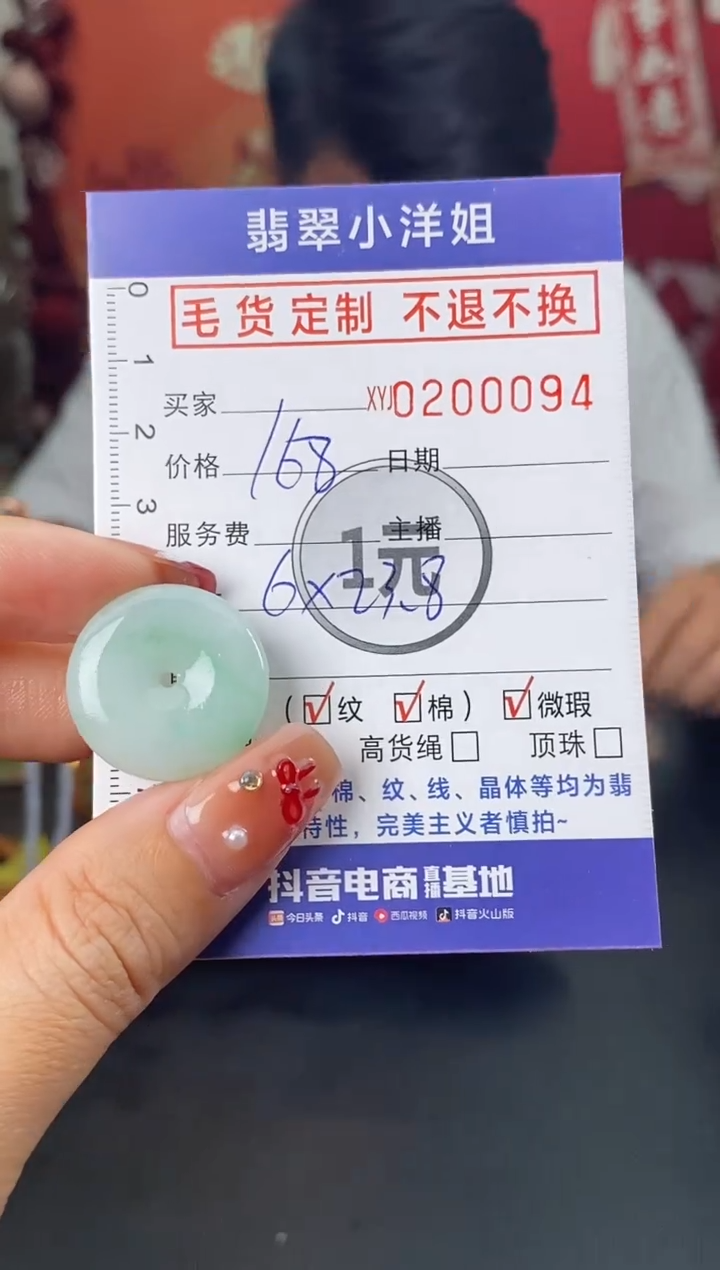 翡翠小洋姐
毛货定制 不退不换
买家 XYJ0200094
价格 168 日期
服务费 主播
1元
6x21.8
0
1
2
3
(☑纹 ☑棉) ☑微瑕
高货绳□ 顶珠□
棉、纹、线、晶体等均为翡
特性，完美主义者慎拍~
抖音电商直播基地
头条 今日头条 抖音 西瓜视频 抖音火山版